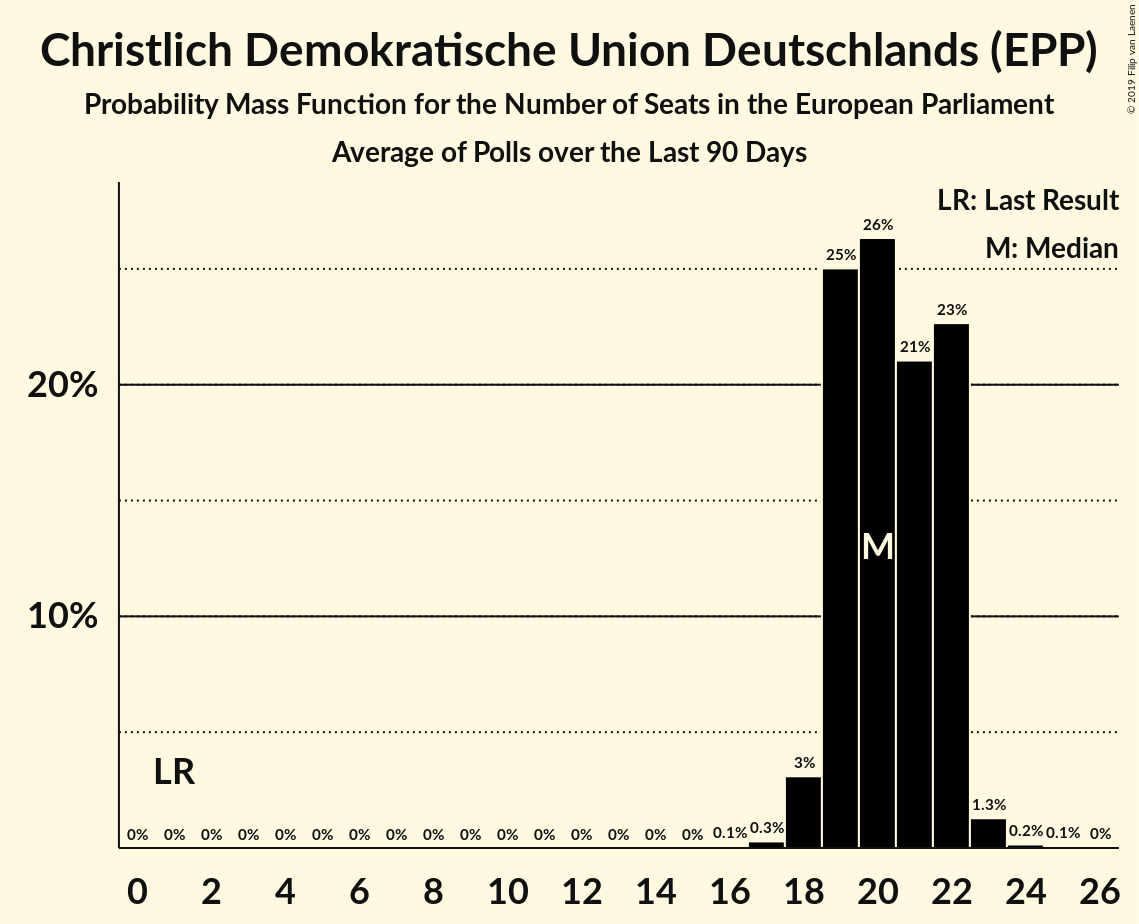 Christlich Demokratische Union Deutschlands (EPP)
Probability Mass Function for the Number of Seats in the European Parliament
Average of Polls over the Last 90 Days
© 2019 Filip van Laenen
LR: Last Result
M: Median
26%
25%
23%
21%
20%
M
10%
LR
3%
1.3%
0% 0% 0% 0% 0% 0% 0% 0% 0% 0% 0% 0% 0% 0% 0% 0% 0.1% 0.3% 0.2% 0.1% 0%
0 2 4 6 8 10 12 14 16 18 20 22 24 26